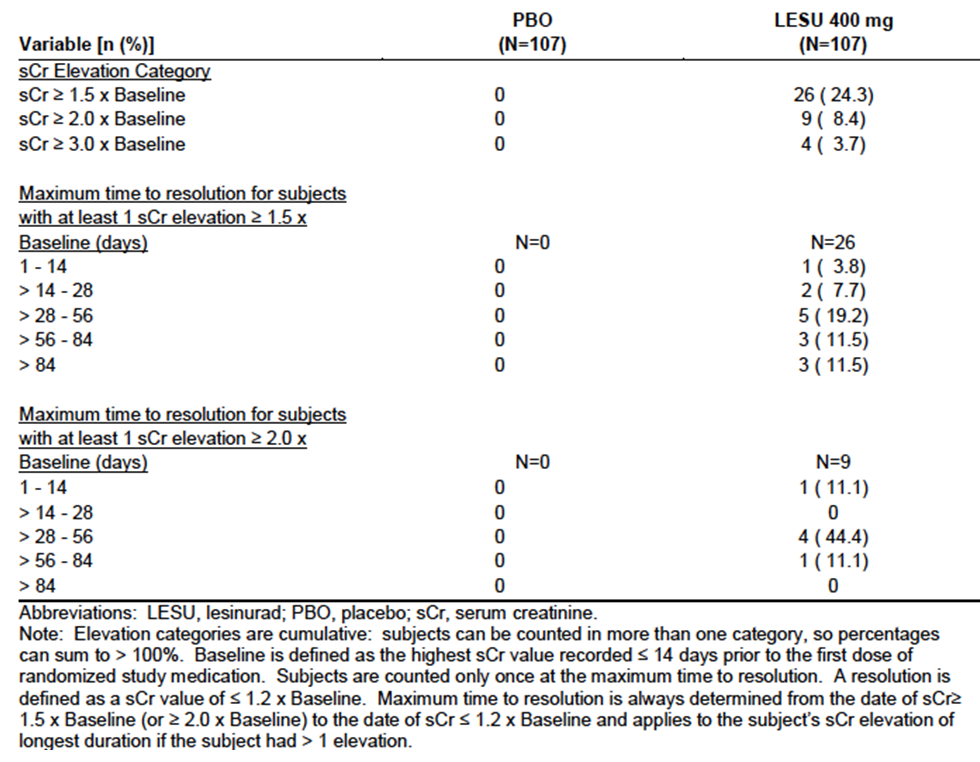 PBO LESU 400 mg
Variable [n (%)] (N=107) (N=107)
sCr Elevation Category
sCr ≥ 1.5 x Baseline 0 26 ( 24.3)
sCr ≥ 2.0 x Baseline 0 9 ( 8.4)
sCr ≥ 3.0 x Baseline 0 4 ( 3.7)
Maximum time to resolution for subjects
with at least 1 sCr elevation ≥ 1.5 x
Baseline (days) N=0 N=26
1 - 14 0 1 ( 3.8)
> 14 - 28 0 2 ( 7.7)
> 28 - 56 0 5 ( 19.2)
> 56 - 84 0 3 ( 11.5)
> 84 0 3 ( 11.5)
Maximum time to resolution for subjects
with at least 1 sCr elevation ≥ 2.0 x
Baseline (days) N=0 N=9
1 - 14 0 1 ( 11.1)
> 14 - 28 0 0
> 28 - 56 0 4 ( 44.4)
> 56 - 84 0 1 ( 11.1)
> 84 0 0
Abbreviations: LESU, lesinurad; PBO, placebo; sCr, serum creatinine.
Note: Elevation categories are cumulative: subjects can be counted in more than one category, so percentages
can sum to > 100%. Baseline is defined as the highest sCr value recorded ≤ 14 days prior to the first dose of
randomized study medication. Subjects are counted only once at the maximum time to resolution. A resolution is
defined as a sCr value of ≤ 1.2 x Baseline. Maximum time to resolution is always determined from the date of sCr≥
1.5 x Baseline (or ≥ 2.0 x Baseline) to the date of sCr ≤ 1.2 x Baseline and applies to the subject's sCr elevation of
longest duration if the subject had > 1 elevation.